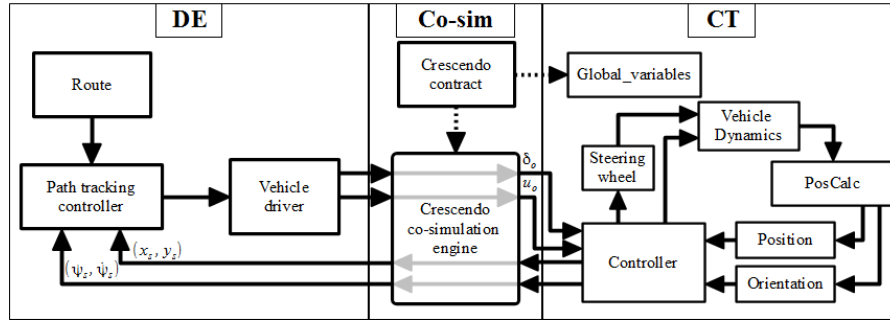 DE
Co-sim
CT
Route
Crescendo
contract
Global_variables
Vehicle
Dynamics
Steering
wheel
Path tracking
controller
Vehicle
driver
δₒ
uₒ
Crescendo
co-simulation
engine
PosCalc
Position
Controller
Orientation
(xₛ, yₛ)
(ψₛ, ψ̇ₛ)